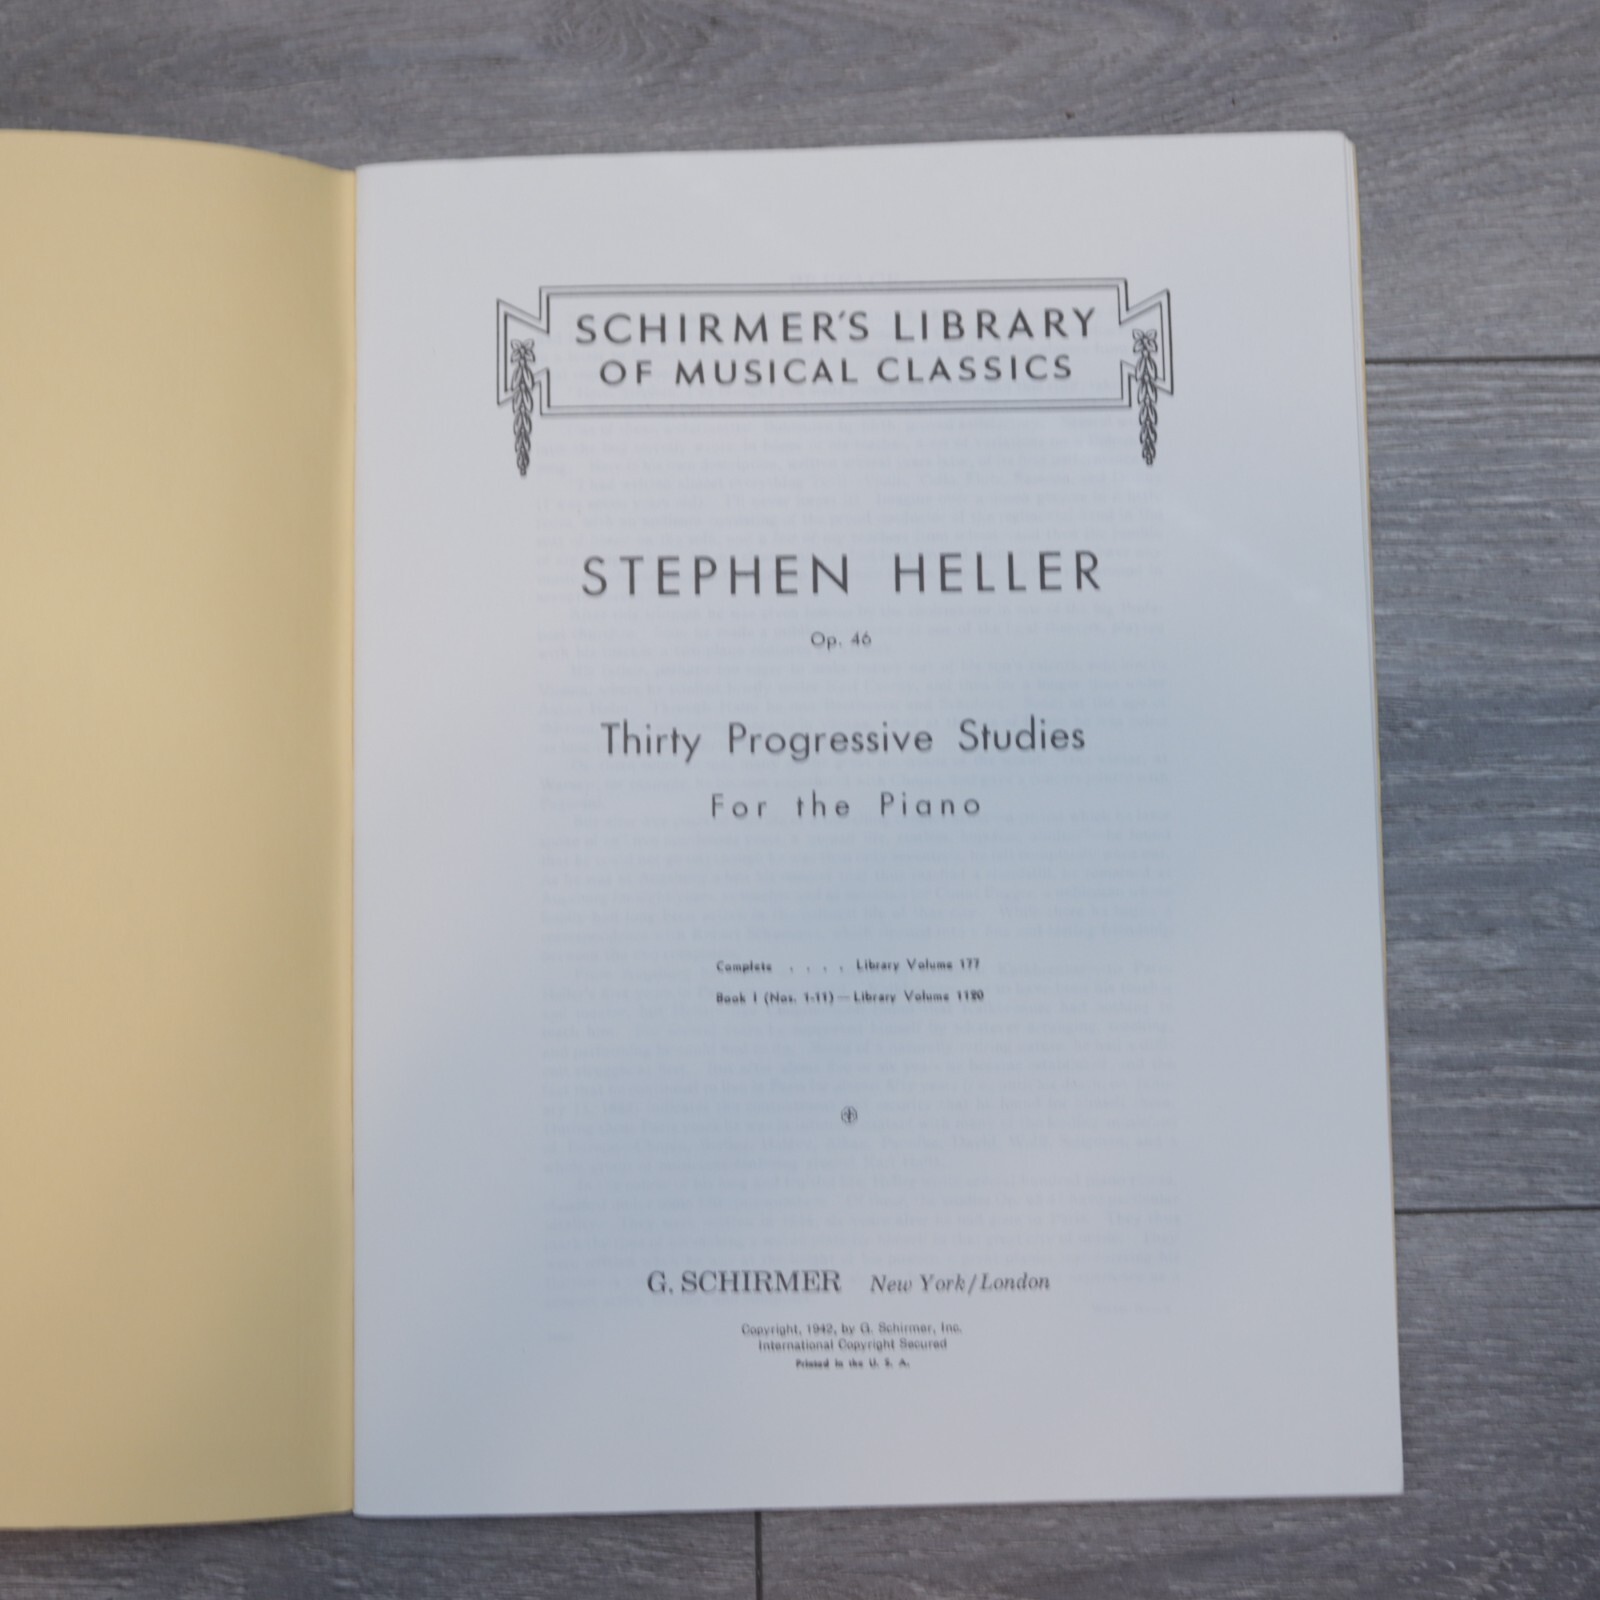 SCHIRMER'S LIBRARY
OF MUSICAL CLASSICS
STEPHEN HELLER
Op. 46
Thirty Progressive Studies
For the Piano
Complete . . . . Library Volume 177
Book I (Nos. 1-11) — Library Volume 1120
G. SCHIRMER New York/London
Copyright, 1942, by G. Schirmer, Inc.
International Copyright Secured
Printed in the U. S. A.